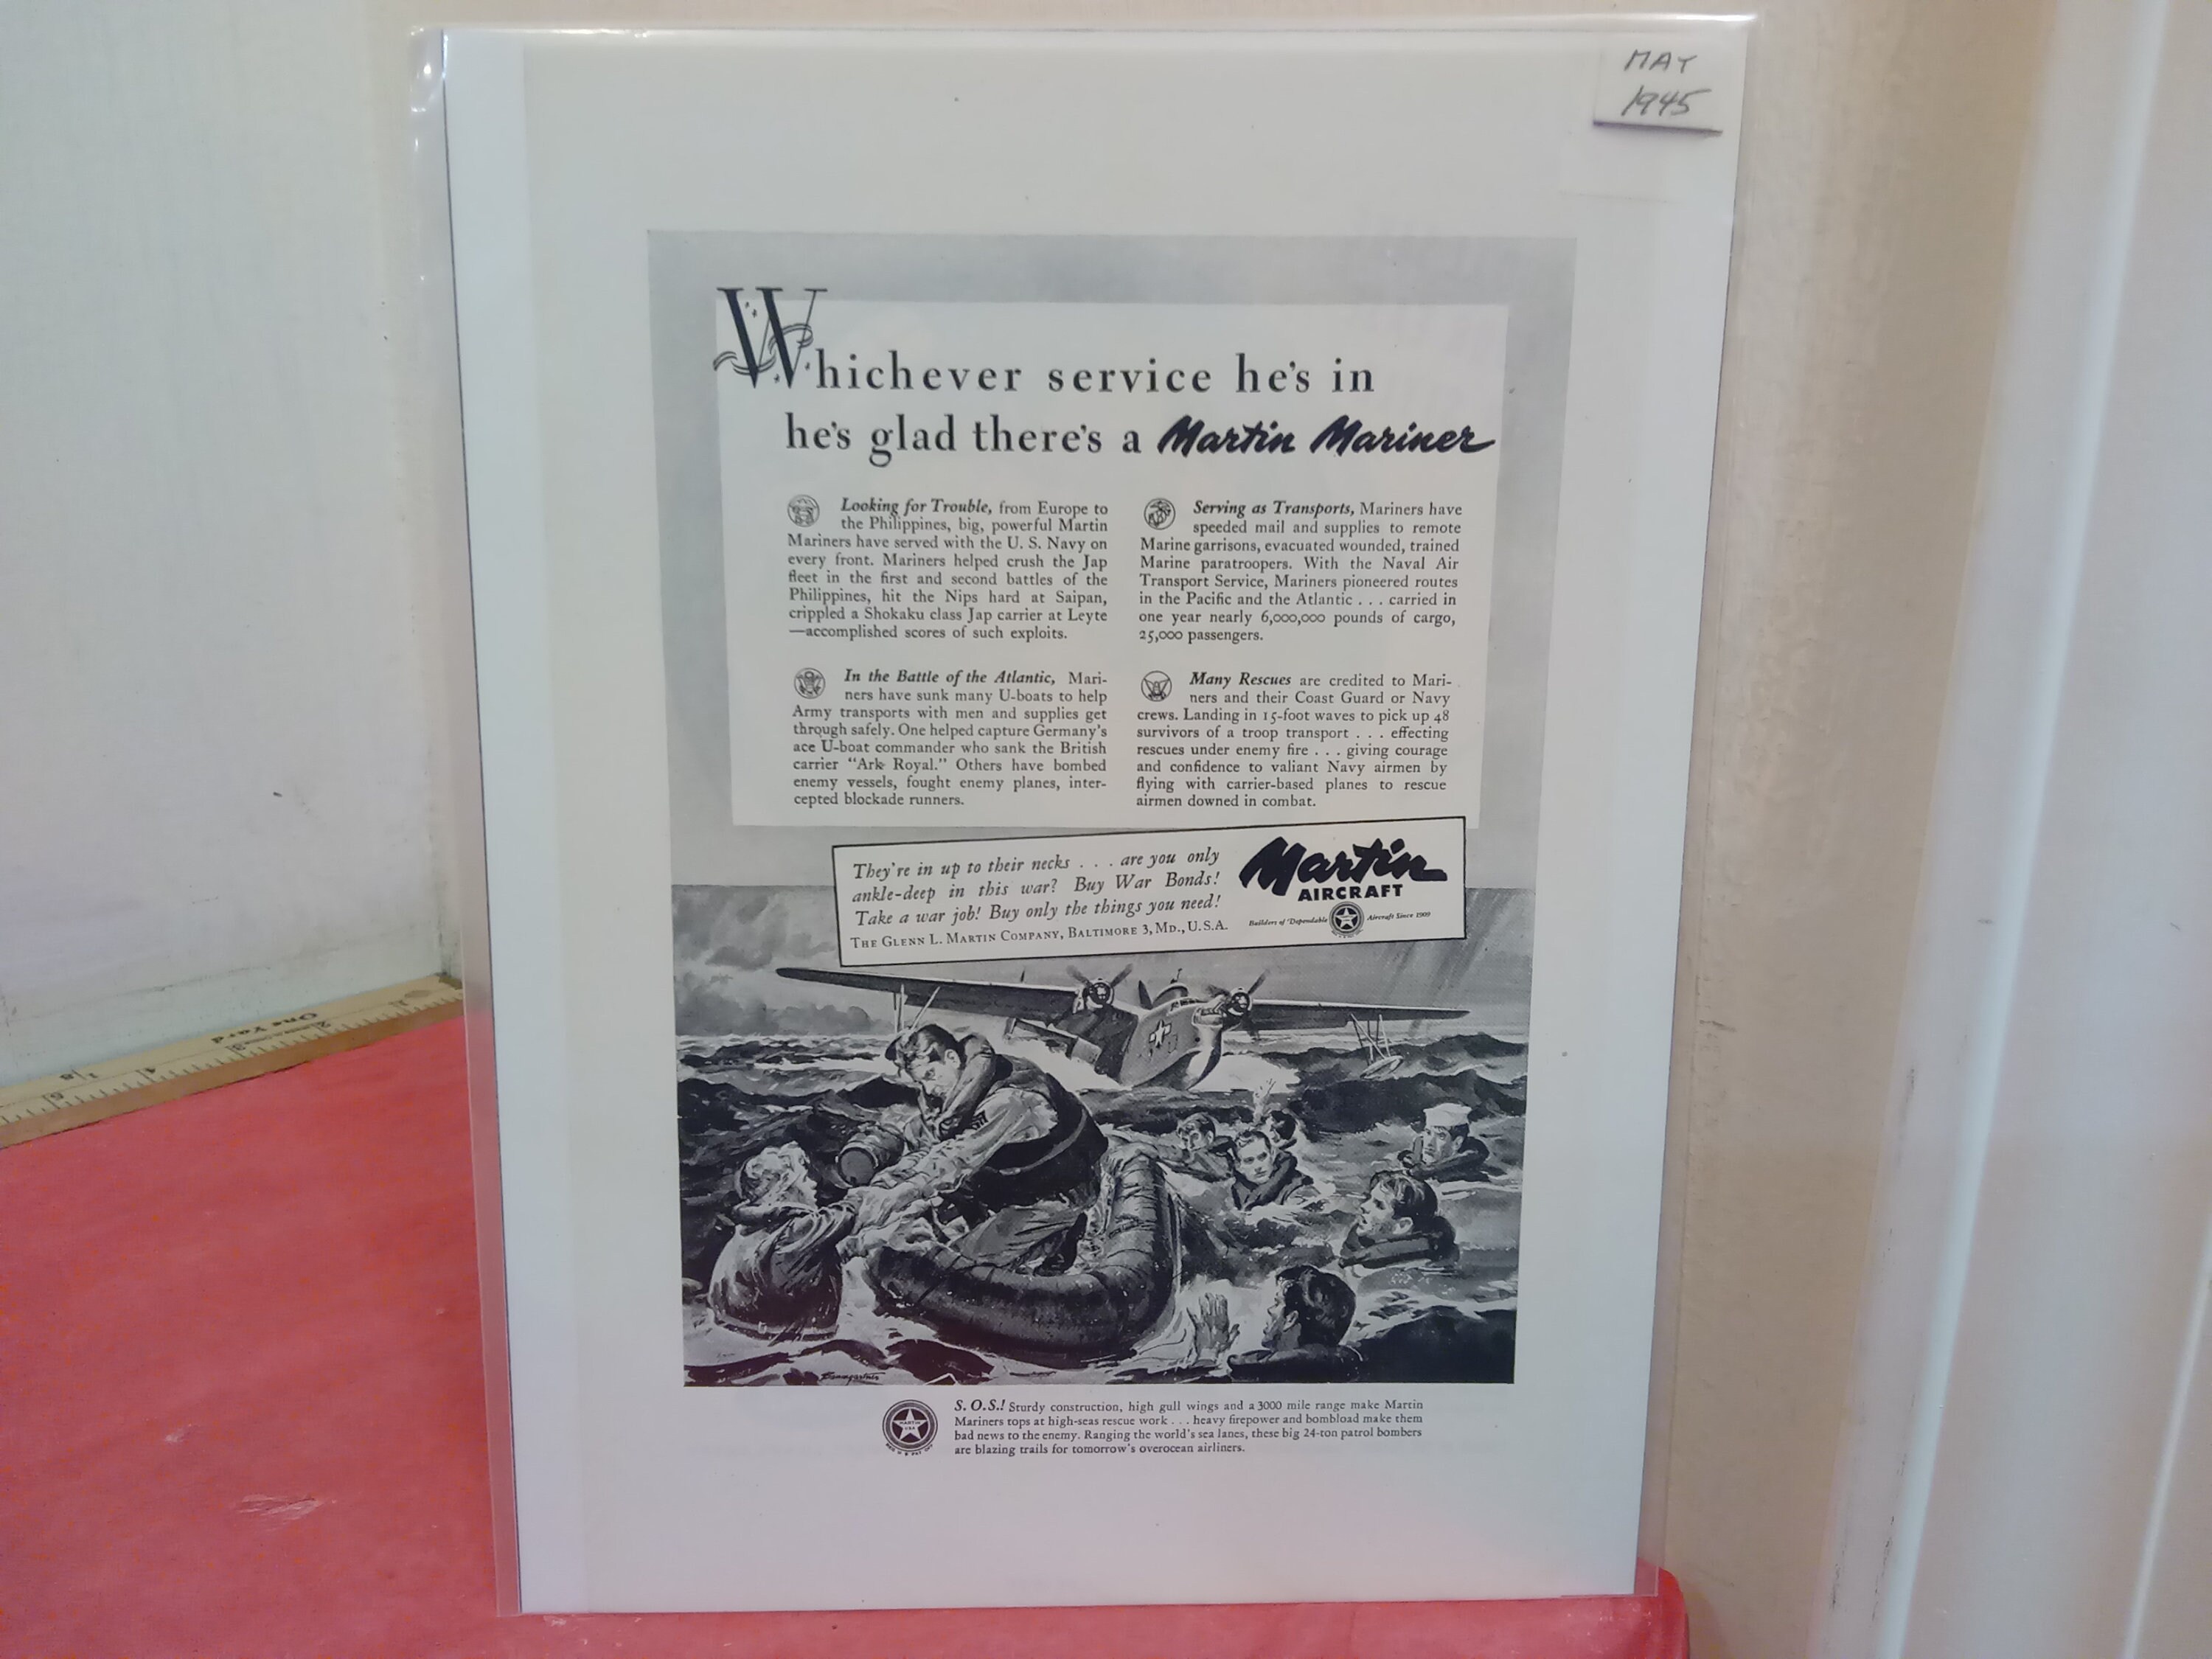 MAY
1945
Whichever service he's in
he's glad there's a Martin Mariner
Looking for Trouble, from Europe to
the Philippines, big, powerful Martin
Mariners have served with the U. S. Navy on
every front. Mariners helped crush the Jap
fleet in the first and second battles of the
Philippines, hit the Nips hard at Saipan,
crippled a Shokaku class Jap carrier at Leyte
—accomplished scores of such exploits.
In the Battle of the Atlantic, Mari-
ners have sunk many U-boats to help
Army transports with men and supplies get
through safely. One helped capture Germany's
ace U-boat commander who sank the British
carrier "Ark Royal." Others have bombed
enemy vessels, fought enemy planes, inter-
cepted blockade runners.
Serving as Transports, Mariners have
speeded mail and supplies to remote
Marine garrisons, evacuated wounded, trained
Marine paratroopers. With the Naval Air
Transport Service, Mariners pioneered routes
in the Pacific and the Atlantic . . . carried in
one year nearly 6,000,000 pounds of cargo,
25,000 passengers.
Many Rescues are credited to Mari-
ners and their Coast Guard or Navy
crews. Landing in 15-foot waves to pick up 48
survivors of a troop transport . . . effecting
rescues under enemy fire . . . giving courage
and confidence to valiant Navy airmen by
flying with carrier-based planes to rescue
airmen downed in combat.
They're in up to their necks . . . are you only
ankle-deep in this war? Buy War Bonds!
Take a war job! Buy only the things you need!
THE GLENN L. MARTIN COMPANY, BALTIMORE 3, MD., U.S.A.
Martin
AIRCRAFT
Builders of Dependable Aircraft Since 1909
One Yard
Baumgartner
MARTIN
USA
S. O. S.! Sturdy construction, high gull wings and a 3000 mile range make Martin
Mariners tops at high-seas rescue work . . . heavy firepower and bombload make them
bad news to the enemy. Ranging the world's sea lanes, these big 24-ton patrol bombers
are blazing trails for tomorrow's overocean airliners.